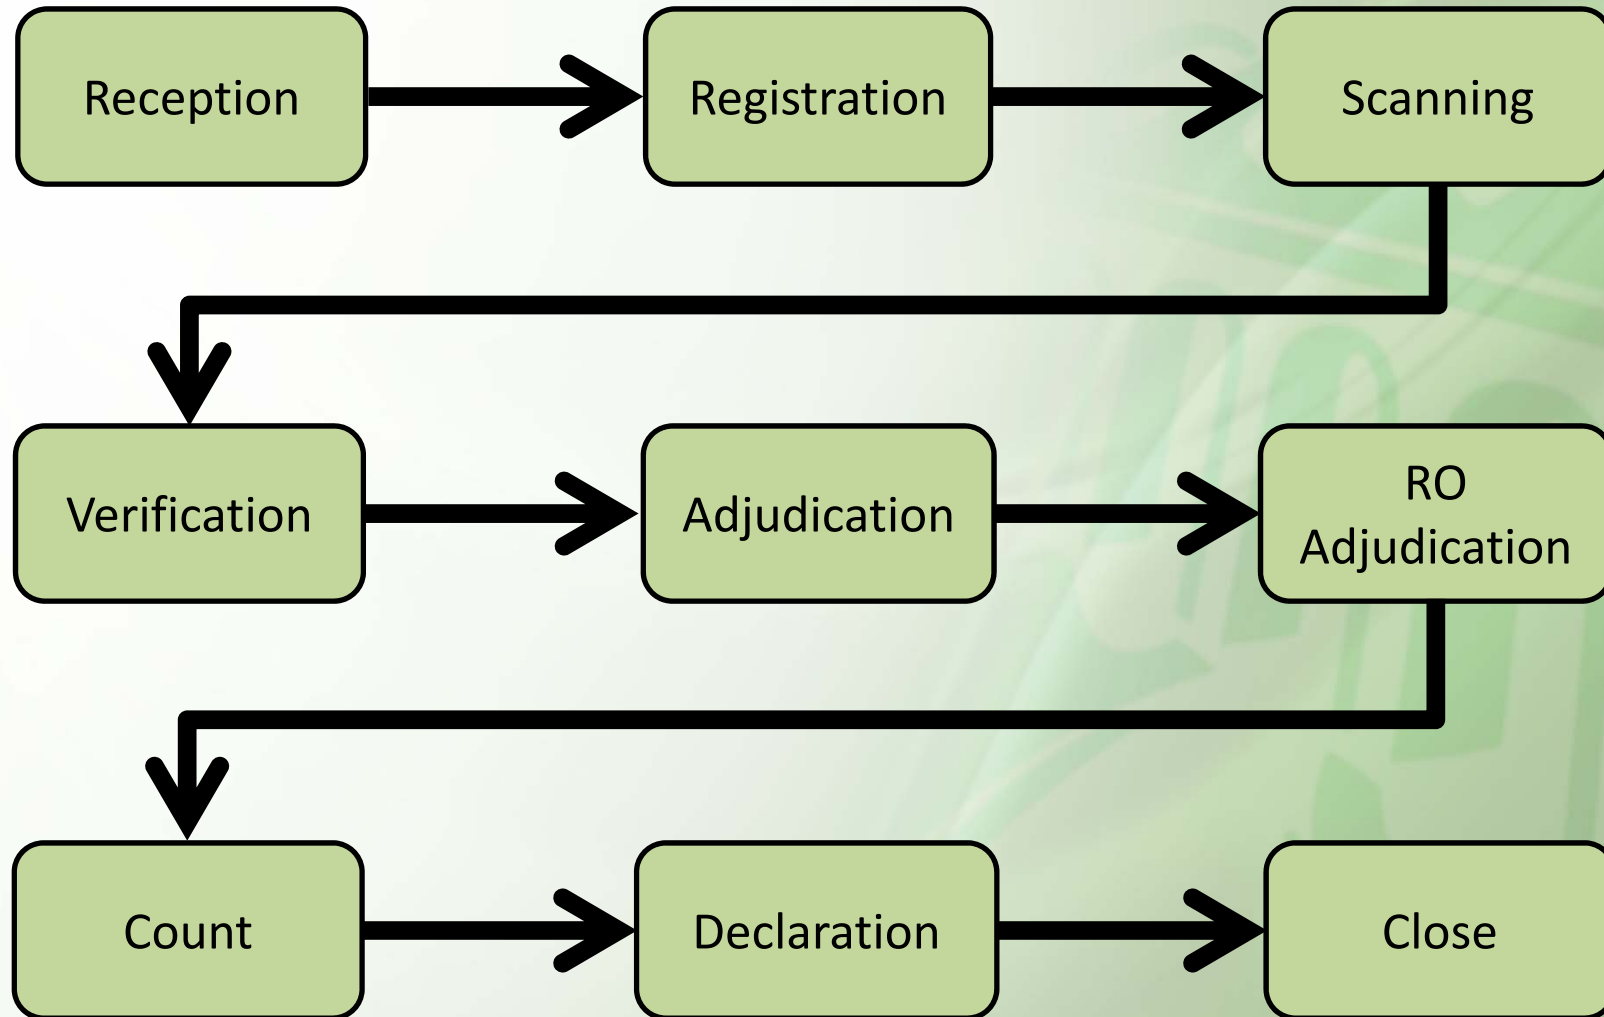 Reception
Registration
Scanning
Verification
Adjudication
RO
Adjudication
Count
Declaration
Close